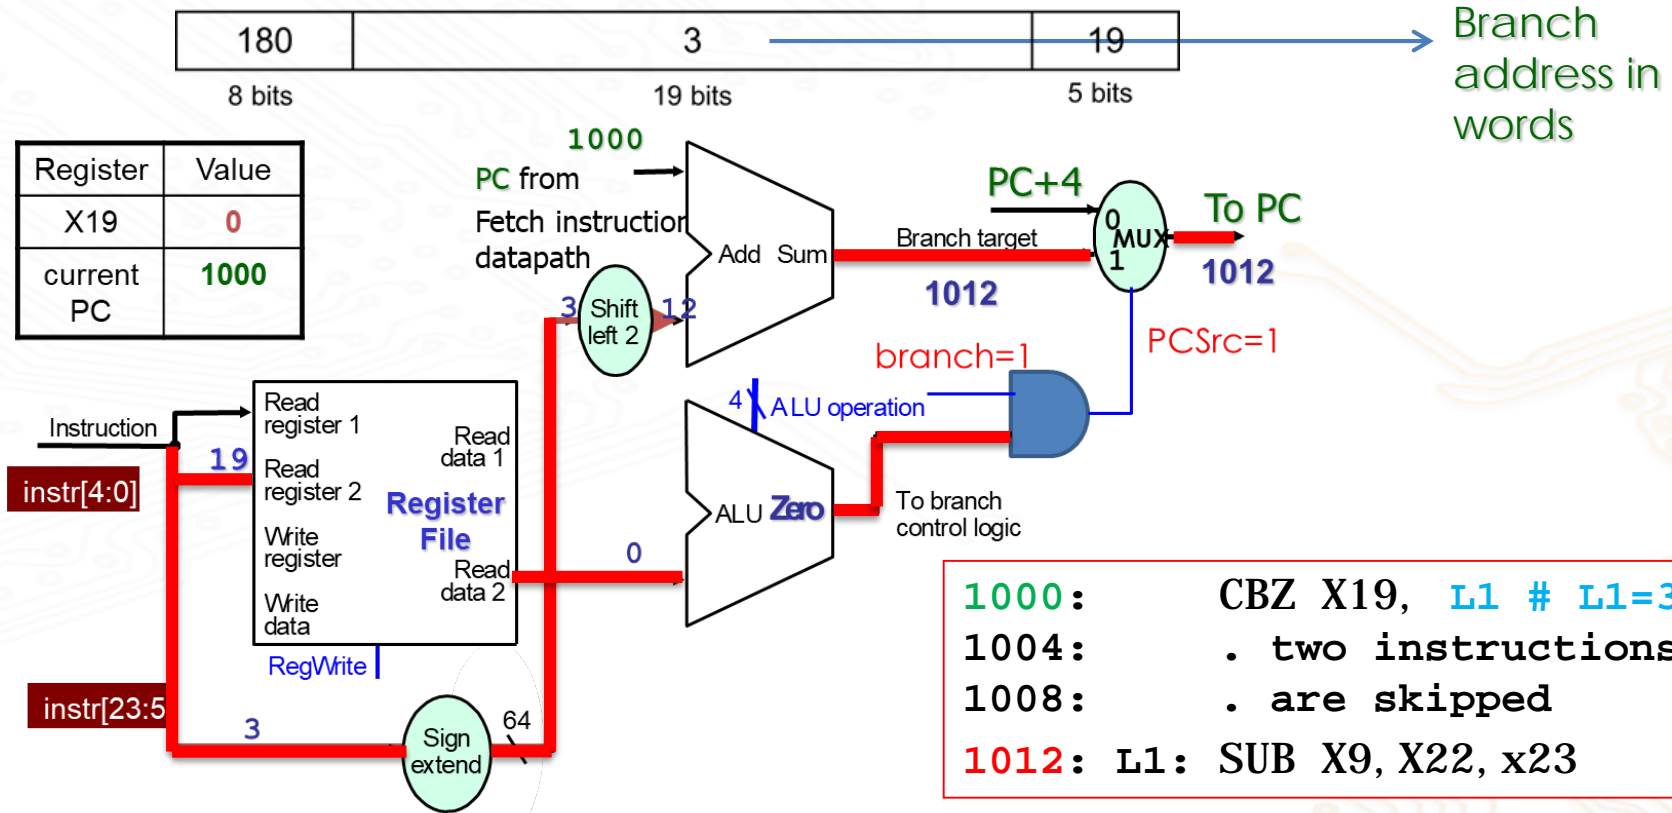 180 3 19
8 bits 19 bits 5 bits
Branch
address in
words
Register Value
X19 0
current
PC
1000
1000
PC from
Fetch instruction
datapath
Add Sum
3
Shift
left 2
12
Branch target
1012
PC+4
0
MUX
1
To PC
1012
branch=1
PCSrc=1
4
ALU operation
Instruction
instr[4:0]
19
Read
register 1
Read
register 2
Write
register
Write
data
Read
data 1
Register
File
Read
data 2
RegWrite
0
ALU Zero
To branch
control logic
instr[23:5
3
Sign
extend
64
1000: CBZ X19, L1 # L1=3
1004: . two instructions
1008: . are skipped
1012: L1: SUB X9, X22, x23